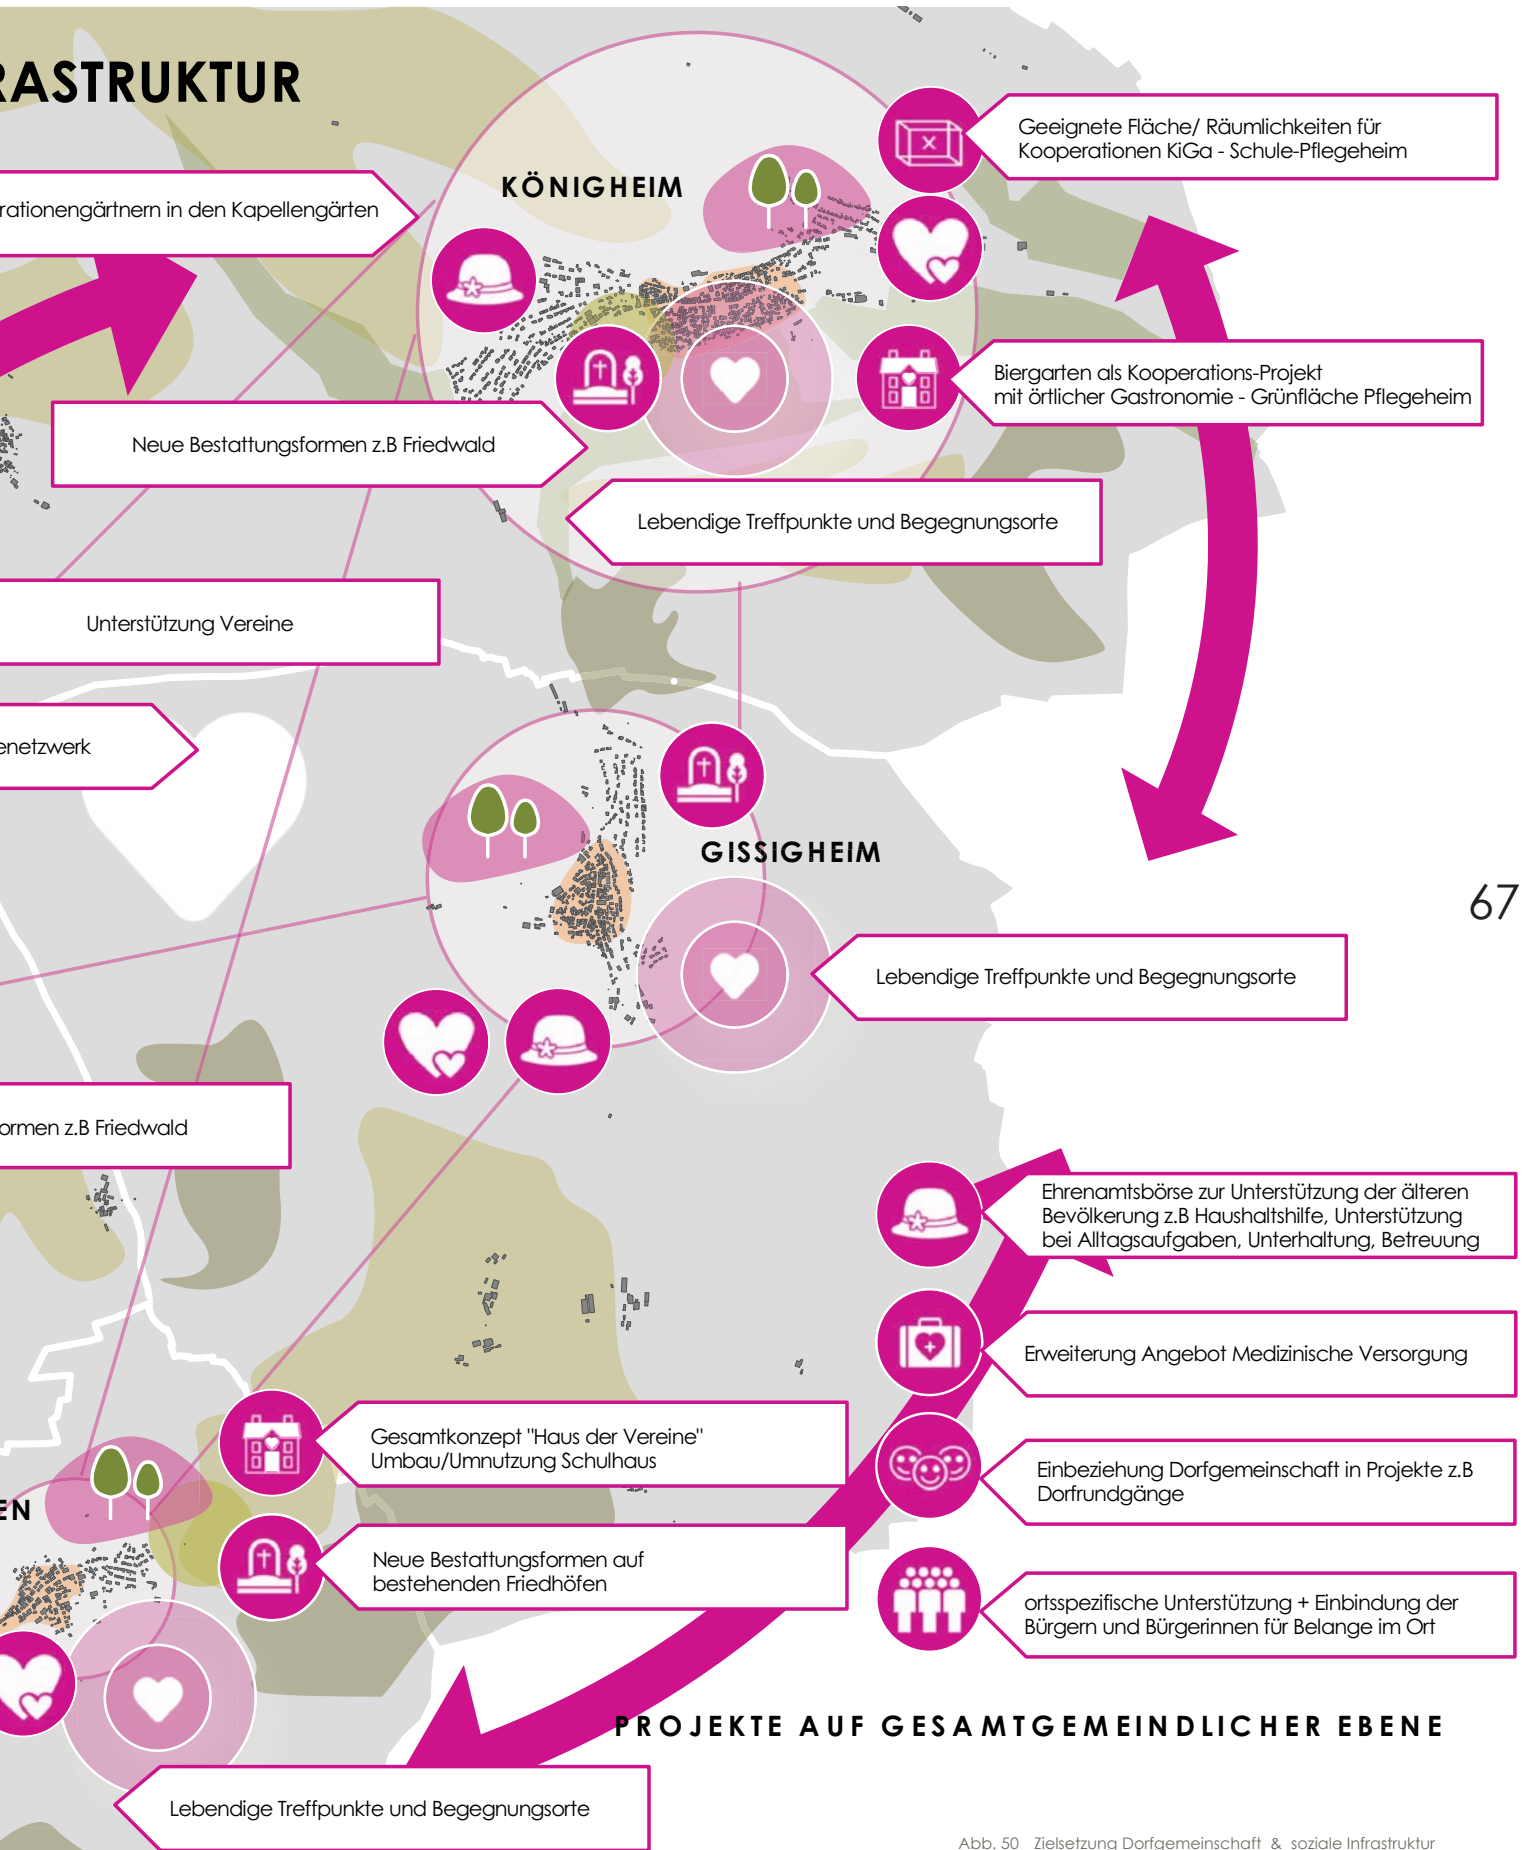 RASTRUKTUR
Geeignete Fläche/ Räumlichkeiten für
Kooperationen KiGa - Schule-Pflegeheim
KÖNIGHEIM
rationengärtnern in den Kapellengärten
Biergarten als Kooperations-Projekt
mit örtlicher Gastronomie - Grünfläche Pflegeheim
Neue Bestattungsformen z.B Friedwald
Lebendige Treffpunkte und Begegnungsorte
Unterstützung Vereine
enetzwerk
GISSIGHEIM
67
Lebendige Treffpunkte und Begegnungsorte
ormen z.B Friedwald
Ehrenamtsbörse zur Unterstützung der älteren
Bevölkerung z.B Haushaltshilfe, Unterstützung
bei Alltagsaufgaben, Unterhaltung, Betreuung
Erweiterung Angebot Medizinische Versorgung
Gesamtkonzept "Haus der Vereine"
Umbau/Umnutzung Schulhaus
Einbeziehung Dorfgemeinschaft in Projekte z.B
Dorfrundgänge
EN
Neue Bestattungsformen auf
bestehenden Friedhöfen
ortsspezifische Unterstützung + Einbindung der
Bürgern und Bürgerinnen für Belange im Ort
PROJEKTE AUF GESAMTGEMEINDLICHER EBENE
Lebendige Treffpunkte und Begegnungsorte
Abb. 50 Zielsetzung Dorfgemeinschaft & soziale Infrastruktur